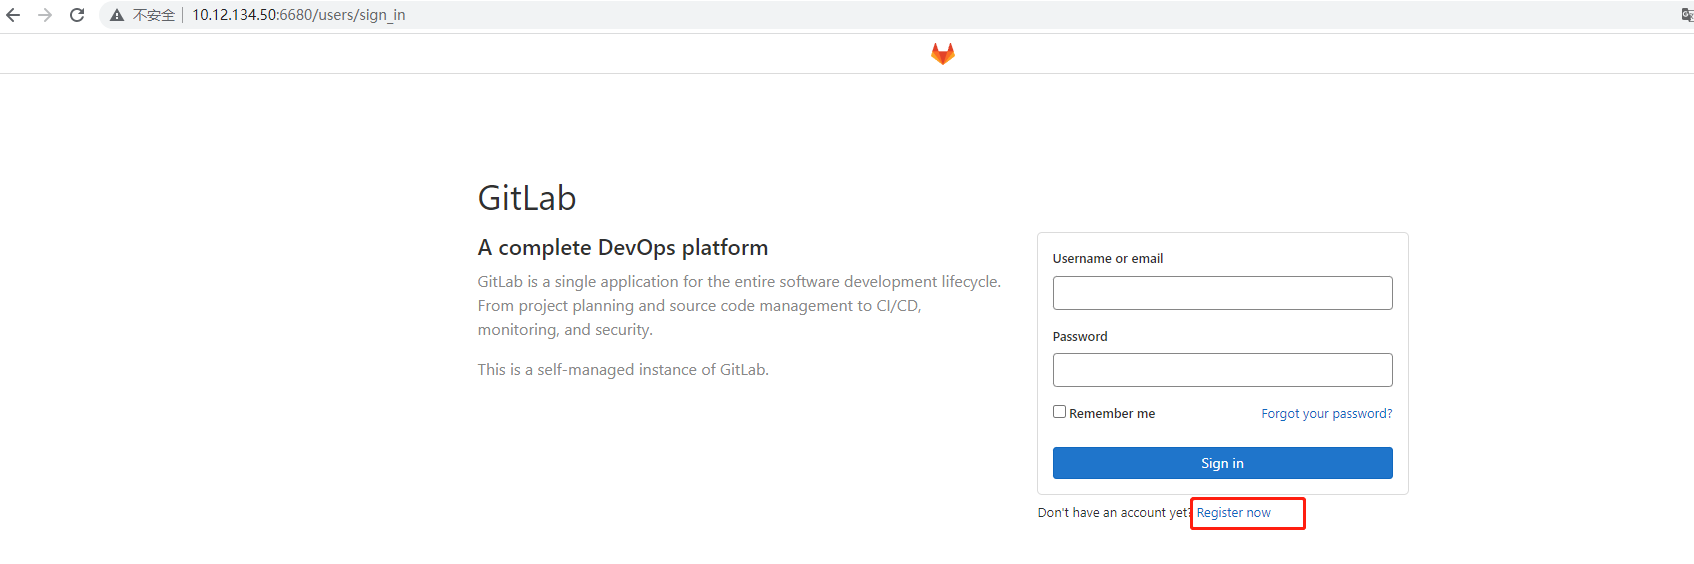 不安全 10.12.134.50:6680/users/sign_in
GitLab
A complete DevOps platform
GitLab is a single application for the entire software development lifecycle.
From project planning and source code management to CI/CD,
monitoring, and security.
This is a self-managed instance of GitLab.
Username or email
Password
Remember me
Forgot your password?
Sign in
Don't have an account yet? Register now